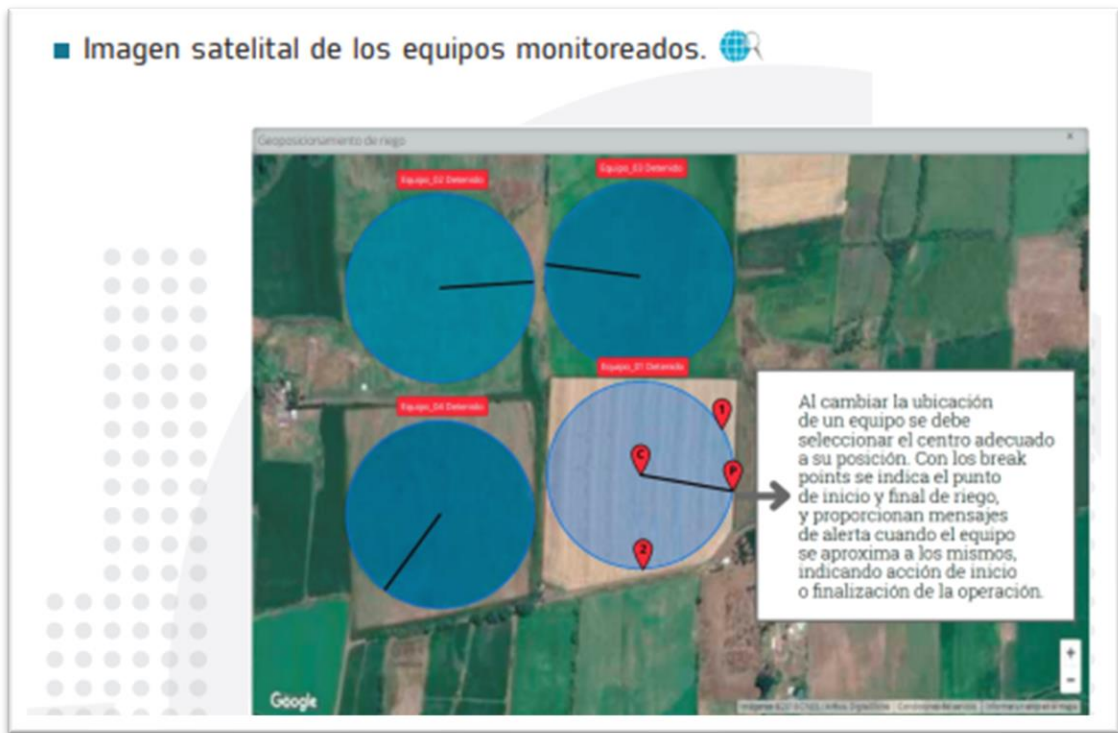 Imagen satelital de los equipos monitoreados.
Geoposicionamiento de riego
x
Equipo_02 Detenido
Equipo_03 Detenido
Equipo_04 Detenido
Equipo_01 Detenido
1
C
P
2
Al cambiar la ubicación
de un equipo se debe
seleccionar el centro adecuado
a su posición. Con los break
points se indica el punto
de inicio y final de riego,
y proporcionan mensajes
de alerta cuando el equipo
se aproxima a los mismos,
indicando acción de inicio
o finalización de la operación.
+
-
Google